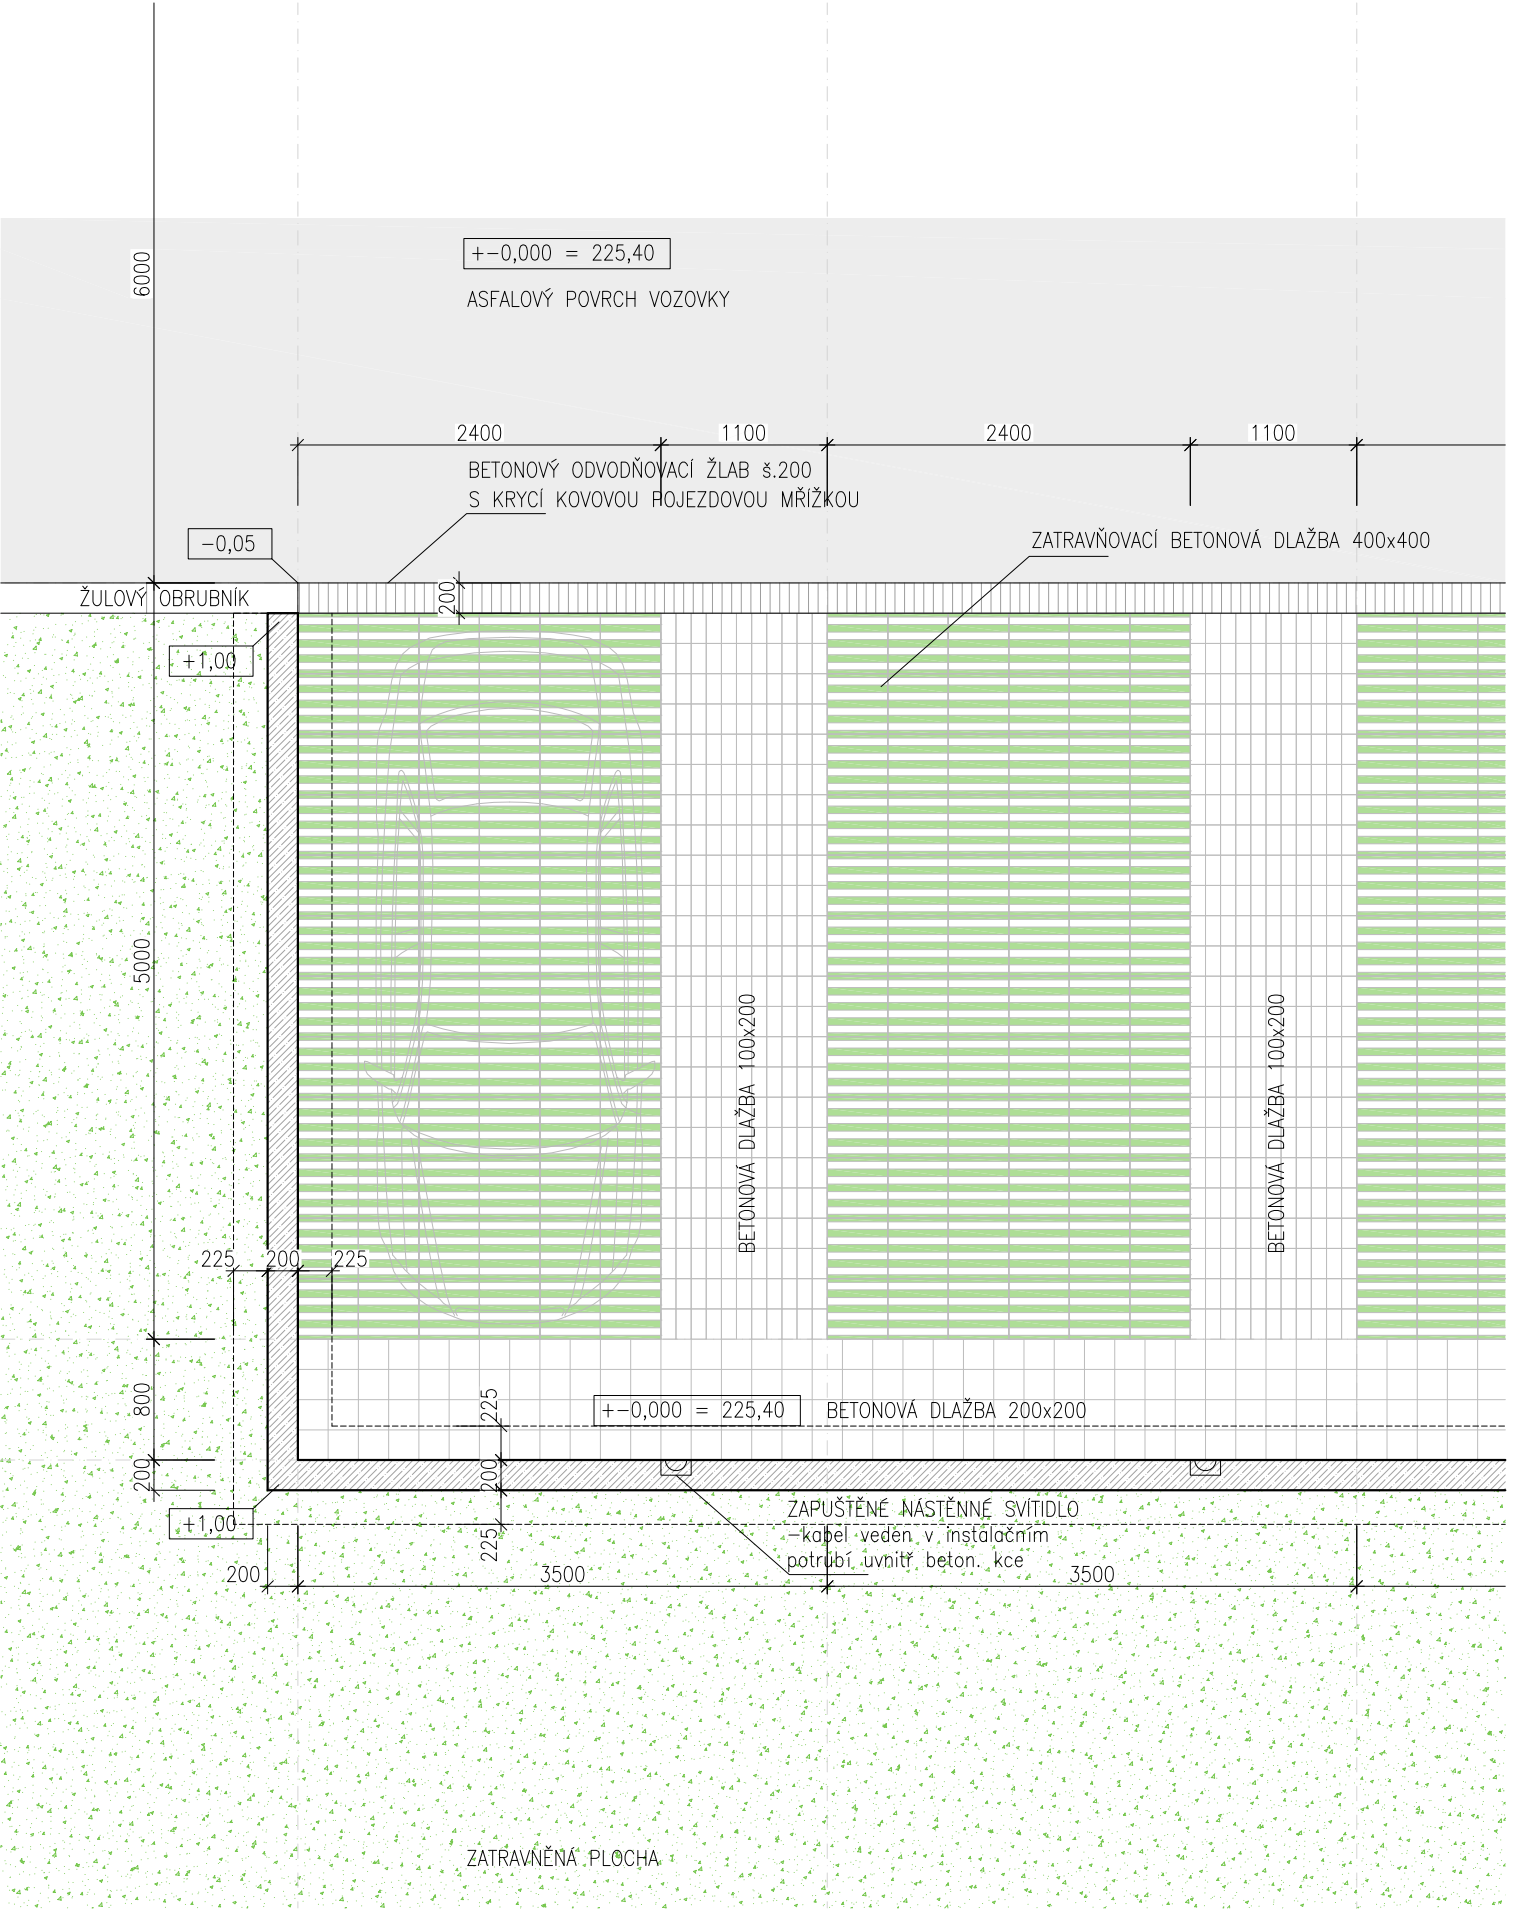 6000
+-0,000 = 225,40
ASFALOVÝ POVRCH VOZOVKY
2400
1100
2400
1100
BETONOVÝ ODVODŇOVACÍ ŽLAB š.200
S KRYCÍ KOVOVOU POJEZDOVOU MŘÍŽKOU
-0,05
ZATRAVŇOVACÍ BETONOVÁ DLAŽBA 400x400
ŽULOVÝ OBRUBNÍK
200
+1,00
5000
BETONOVÁ DLAŽBA 100x200
BETONOVÁ DLAŽBA 100x200
225
200
225
800
225
+-0,000 = 225,40
BETONOVÁ DLAŽBA 200x200
200
200
+1,00
225
ZAPUŠTĚNÉ NÁSTĚNNÉ SVÍTIDLO
-kabel veden v instalačním
potrubí uvnitř beton. kce
200
3500
3500
ZATRAVNĚNÁ PLOCHA